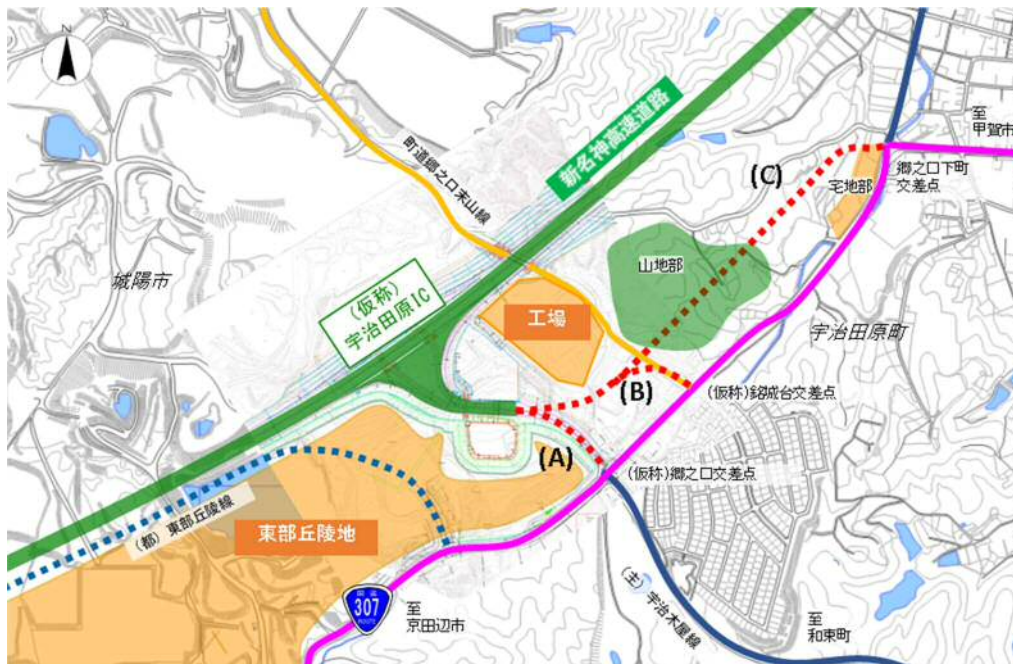 N
至
甲賀市
新名神高速道路
町道郷之口末山線
(C)
郷之口下町
交差点
宅地部
山地部
城陽市
(仮称)
宇治田原IC
工場
宇治田原町
(B)
(仮称)銘城台交差点
(A)
(仮称)郷之口交差点
(都)東部丘陵線
東部丘陵地
国道
307
ROUTE
至
京田辺市
(主)宇治木屋線
至
和束町